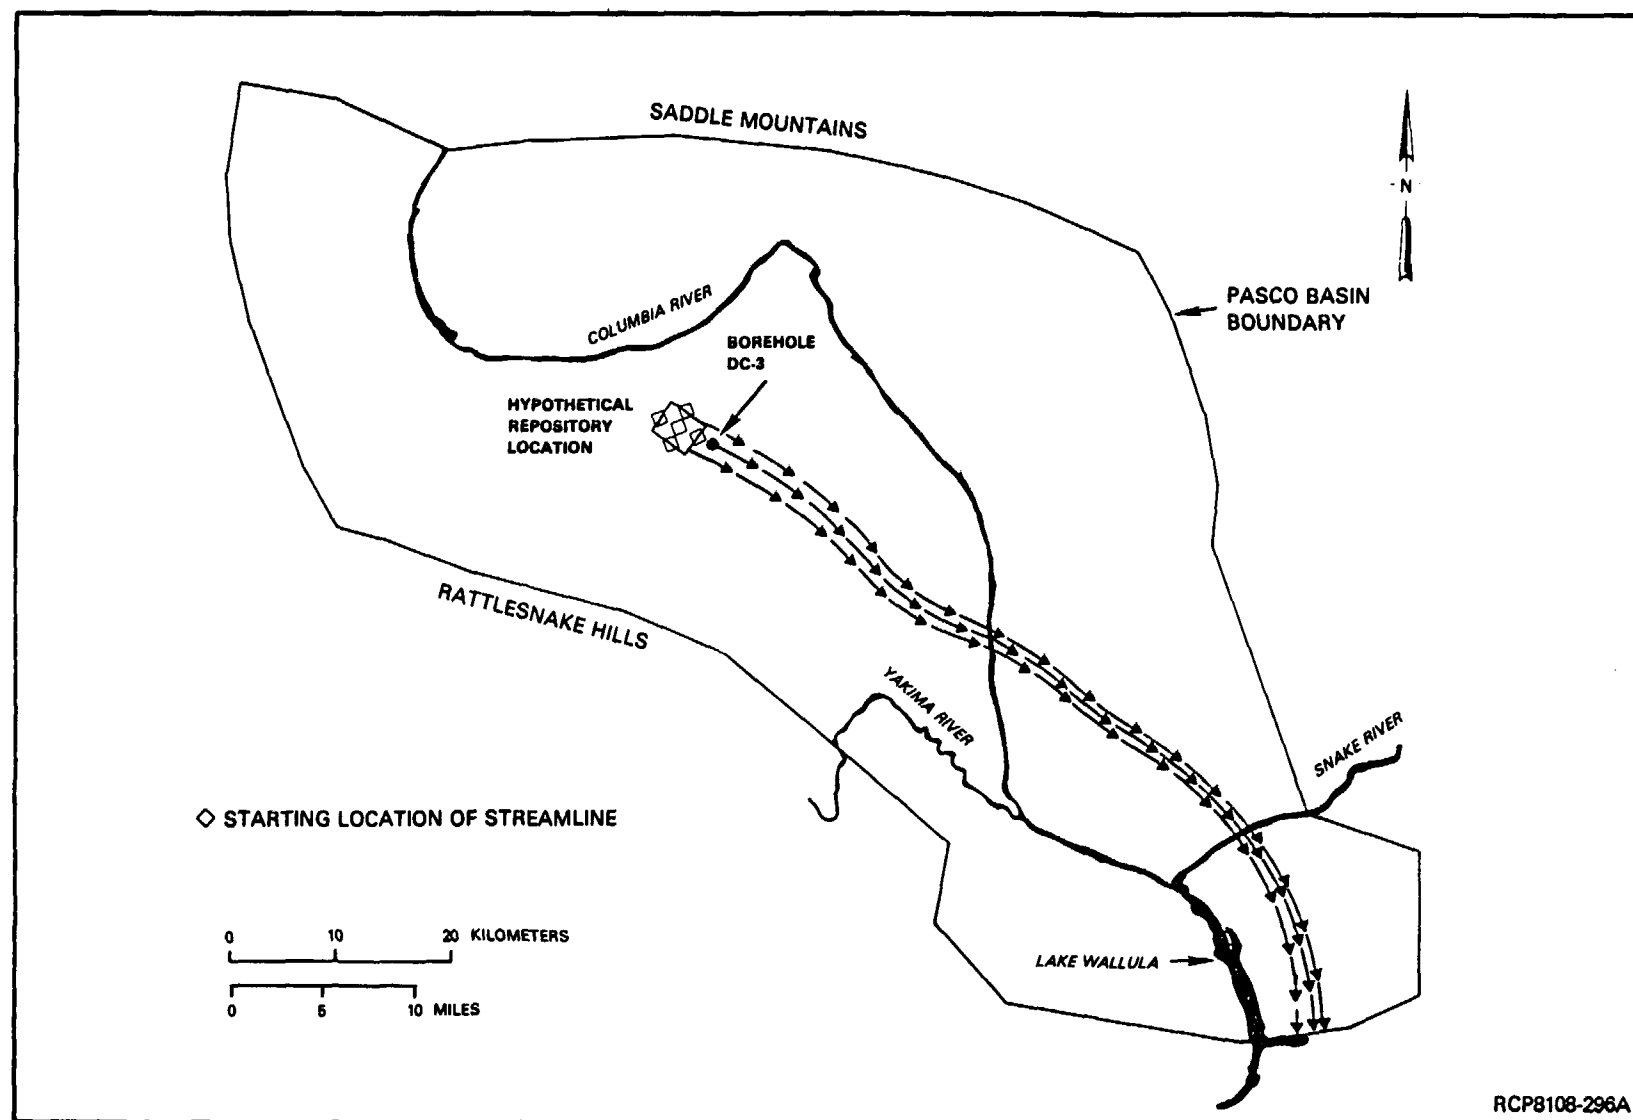 SADDLE MOUNTAINS
N
PASCO BASIN
BOUNDARY
COLUMBIA RIVER
BOREHOLE
DC-3
HYPOTHETICAL
REPOSITORY
LOCATION
RATTLESNAKE HILLS
YAKIMA RIVER
SNAKE RIVER
STARTING LOCATION OF STREAMLINE
0 10 20 KILOMETERS
0 5 10 MILES
LAKE WALLULA
RCP8108-296A